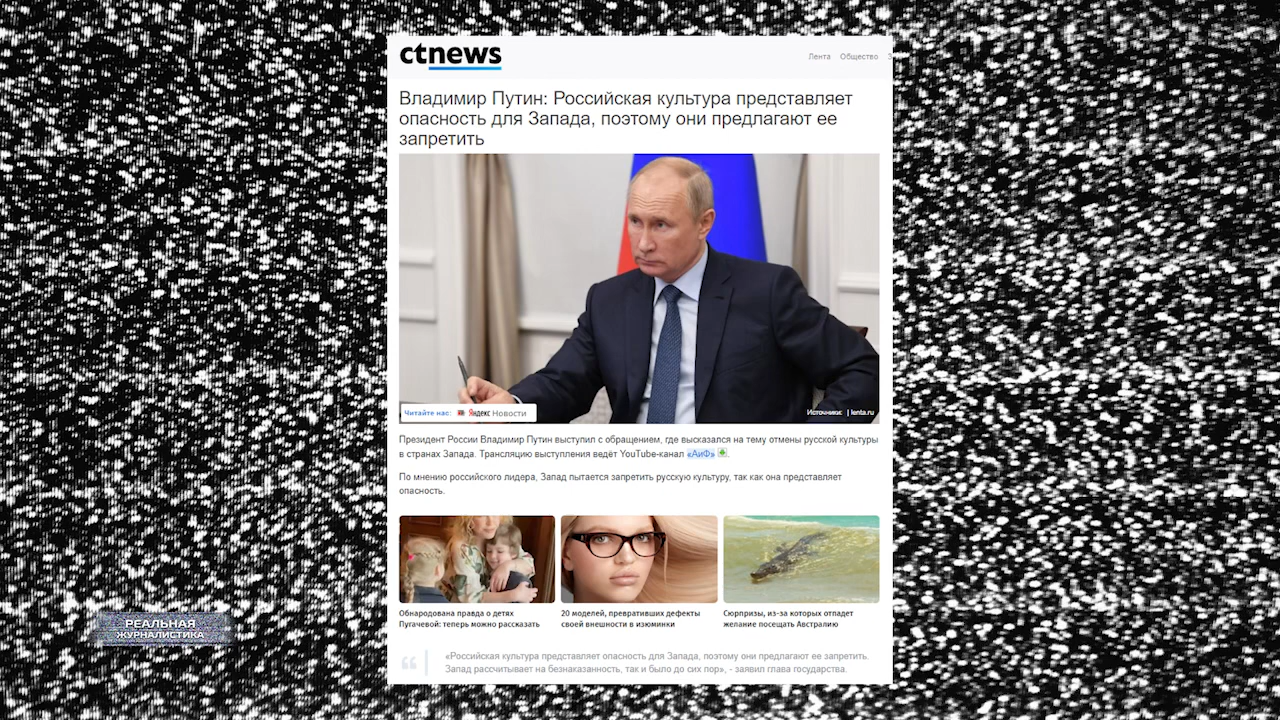 ctnews
Лента Общество
Владимир Путин: Российская культура представляет
опасность для Запада, поэтому они предлагают ее
запретить
Читайте нас: Яндекс Новости
Источник: | lenta.ru
Президент России Владимир Путин выступил с обращением, где высказался на тему отмены русской культуры
в странах Запада. Трансляцию выступления ведёт YouTube-канал «АиФ» .
По мнению российского лидера, Запад пытается запретить русскую культуру, так как она представляет
опасность.
Обнародована правда о детях
Пугачевой: теперь можно рассказать
20 моделей, превративших дефекты
своей внешности в изюминки
Сюрпризы, из-за которых отпадет
желание посещать Австралию
РЕАЛЬНАЯ
ЖУРНАЛИСТИКА
«Российская культура представляет опасность для Запада, поэтому они предлагают ее запретить.
Запад рассчитывает на безнаказанность, так и было до сих пор», - заявил глава государства.